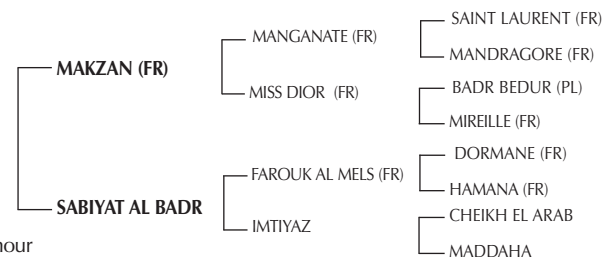 SAINT LAURENT (FR)
MANGANATE (FR)
MANDRAGORE (FR)
MAKZAN (FR)
MISS DIOR (FR)
BADR BEDUR (PL)
MIREILLE (FR)
DORMANE (FR)
FAROUK AL MELS (FR)
HAMANA (FR)
SABIYAT AL BADR
IMTIYAZ
CHEIKH EL ARAB
MADDAHA